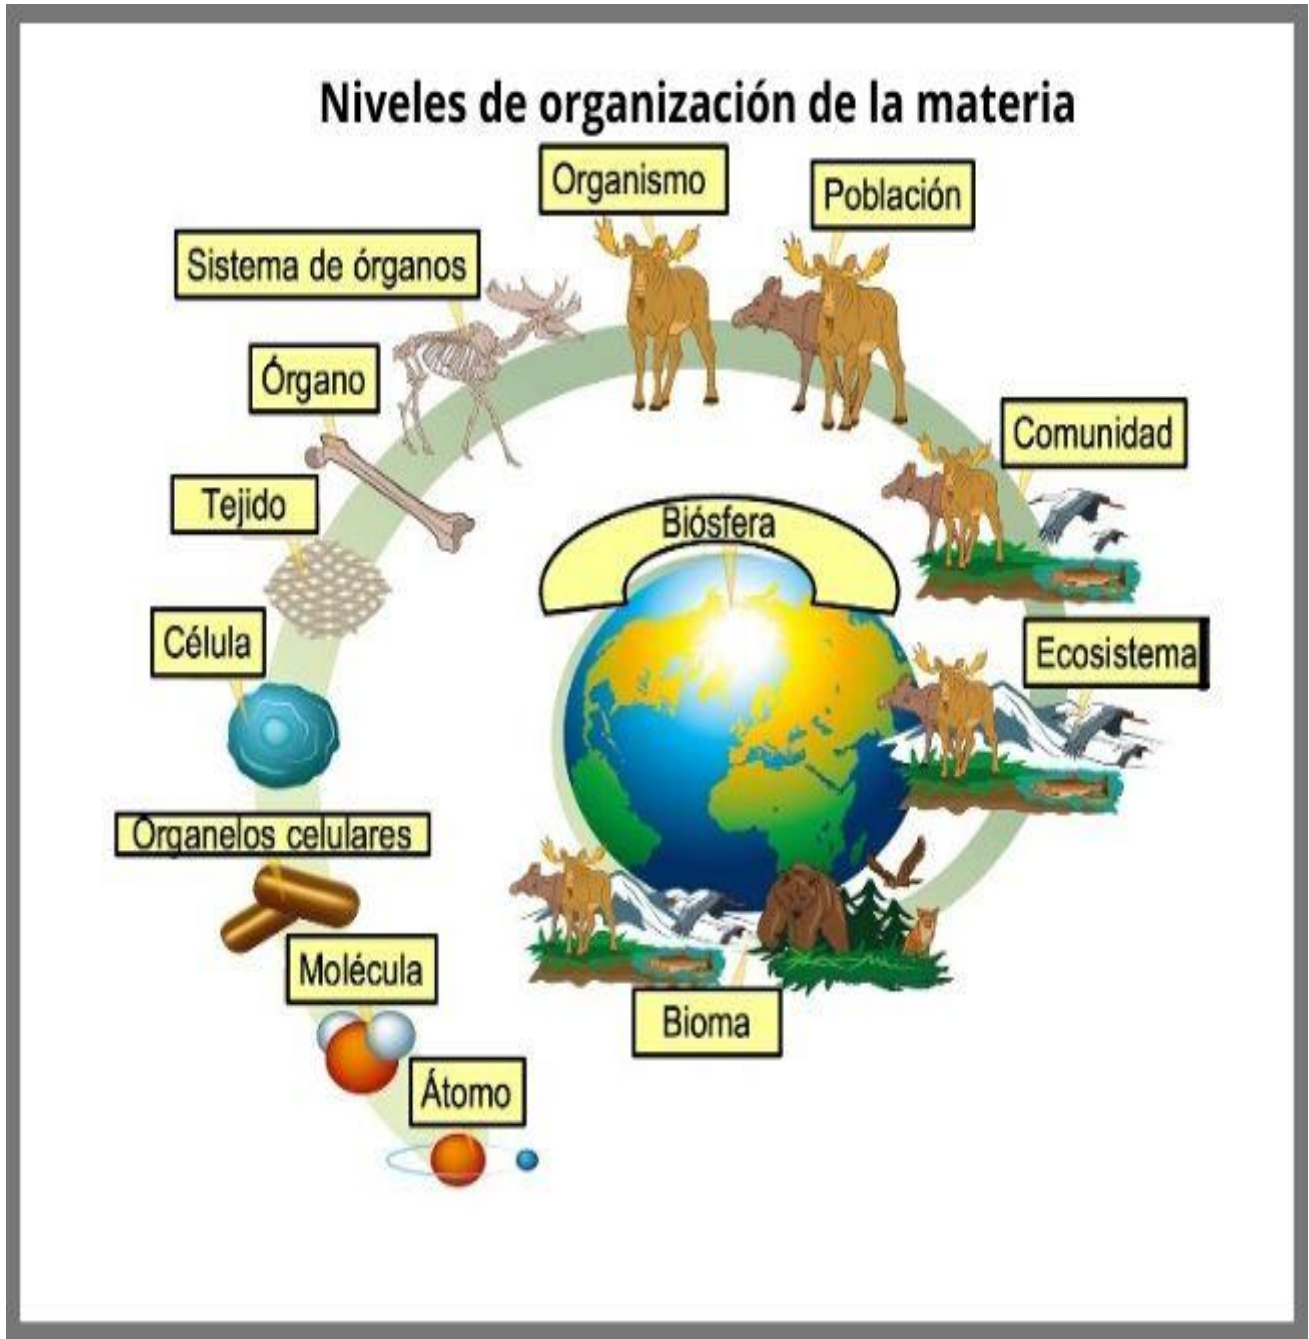 Niveles de organización de la materia
Organismo
Población
Sistema de órganos
Órgano
Comunidad
Tejido
Biósfera
Célula
Ecosistema
Organelos celulares
Molécula
Bioma
Átomo